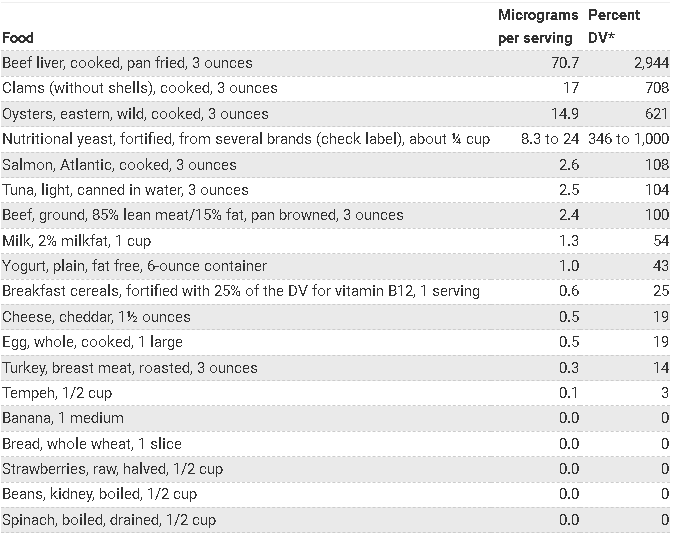 Food Micrograms per serving Percent DV*
Beef liver, cooked, pan fried, 3 ounces 70.7 2,944
Clams (without shells), cooked, 3 ounces 17 708
Oysters, eastern, wild, cooked, 3 ounces 14.9 621
Nutritional yeast, fortified, from several brands (check label), about ¼ cup 8.3 to 24 346 to 1,000
Salmon, Atlantic, cooked, 3 ounces 2.6 108
Tuna, light, canned in water, 3 ounces 2.5 104
Beef, ground, 85% lean meat/15% fat, pan browned, 3 ounces 2.4 100
Milk, 2% milkfat, 1 cup 1.3 54
Yogurt, plain, fat free, 6-ounce container 1.0 43
Breakfast cereals, fortified with 25% of the DV for vitamin B12, 1 serving 0.6 25
Cheese, cheddar, 1½ ounces 0.5 19
Egg, whole, cooked, 1 large 0.5 19
Turkey, breast meat, roasted, 3 ounces 0.3 14
Tempeh, 1/2 cup 0.1 3
Banana, 1 medium 0.0 0
Bread, whole wheat, 1 slice 0.0 0
Strawberries, raw, halved, 1/2 cup 0.0 0
Beans, kidney, boiled, 1/2 cup 0.0 0
Spinach, boiled, drained, 1/2 cup 0.0 0